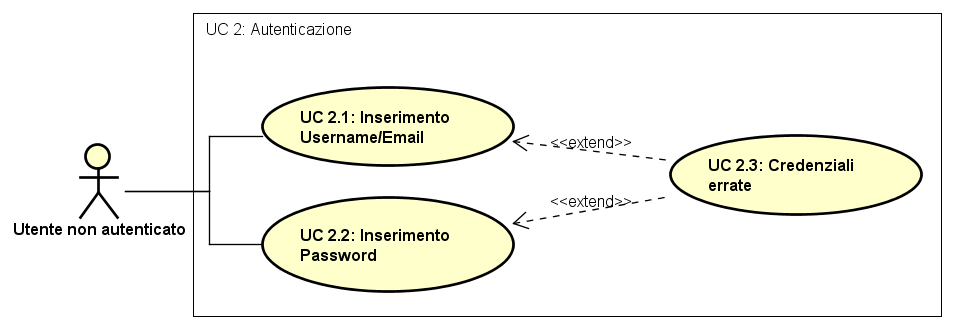 UC 2: Autenticazione
UC 2.1: Inserimento
Username/Email
<<extend>>
UC 2.3: Credenziali
errate
<<extend>>
Utente non autenticato
UC 2.2: Inserimento
Password